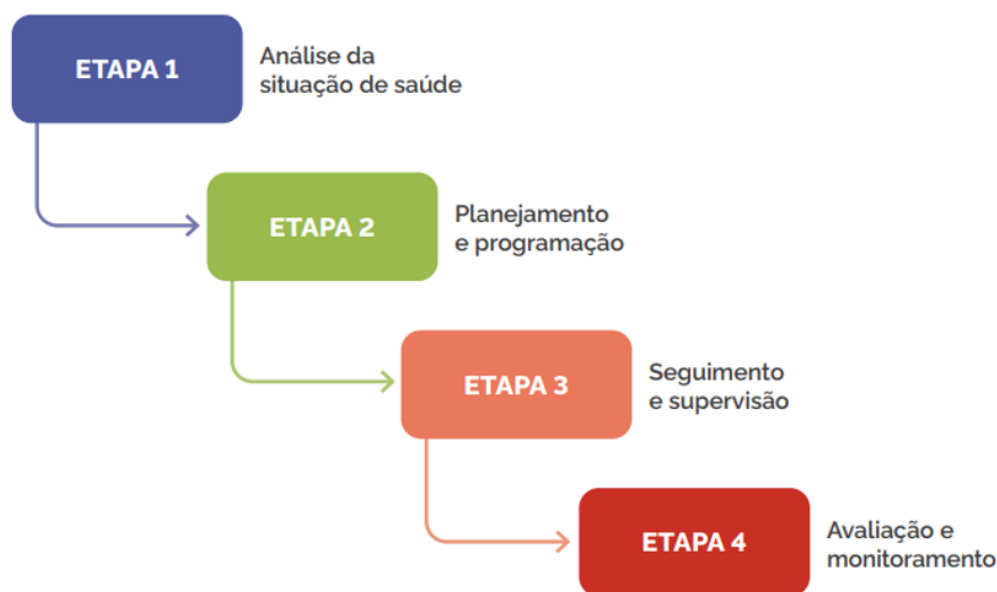 ETAPA 1
Análise da
situação de saúde
ETAPA 2
Planejamento
e programação
ETAPA 3
Seguimento
e supervisão
ETAPA 4
Avaliação e
monitoramento